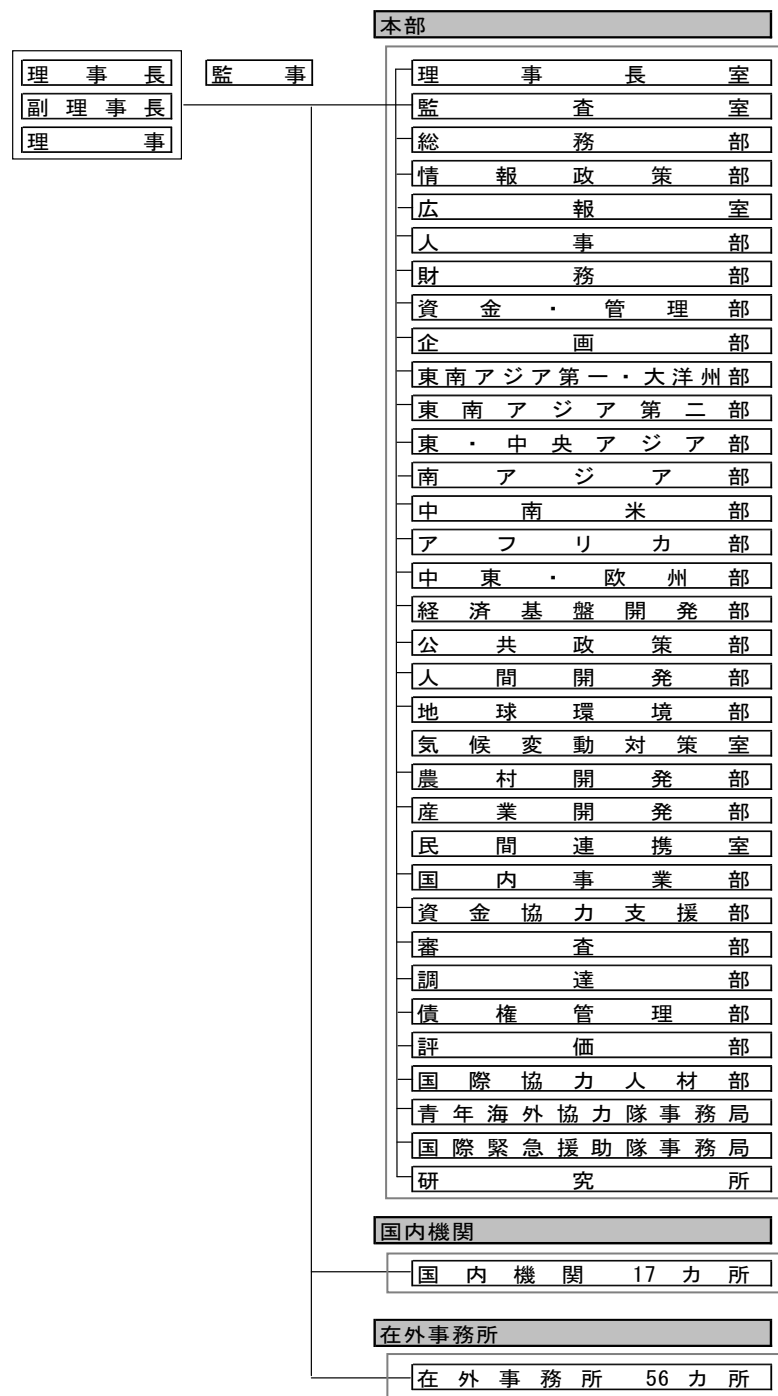 本部
理事長
監事
副理事長
理事
理事長室
監査室
総務部
情報政策部
広報室
人事部
財務部
資金・管理部
企画部
東南アジア第一・大洋州部
東南アジア第二部
東・中央アジア部
南アジア部
中南米部
アフリカ部
中東・欧州部
経済基盤開発部
公共政策部
人間開発部
地球環境部
気候変動対策室
農村開発部
産業開発部
民間連携室
国内事業部
資金協力支援部
審査部
調達部
債権管理部
評価部
国際協力人材部
青年海外協力隊事務局
国際緊急援助隊事務局
研究所
国内機関
国内機関 17カ所
在外事務所
在外事務所 56カ所